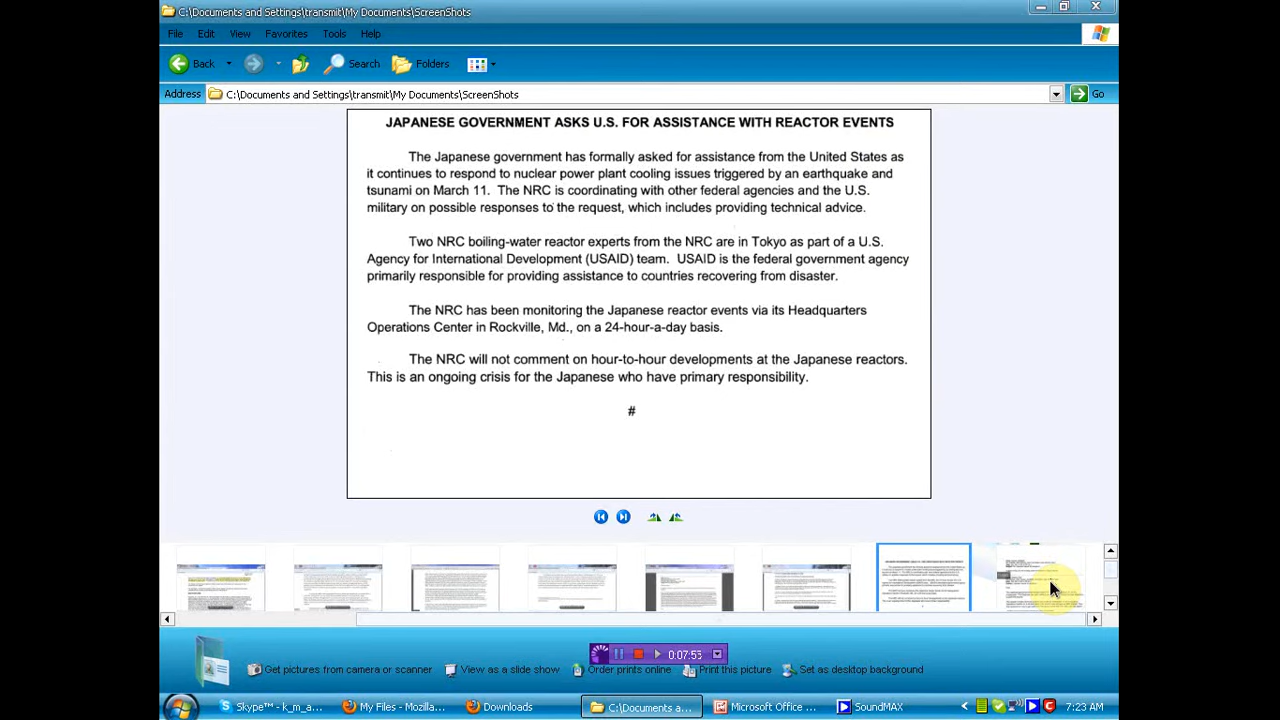 C:\Documents and Settings\transmit\My Documents\ScreenShots
File Edit View Favorites Tools Help
Back Search Folders
Address C:\Documents and Settings\transmit\My Documents\ScreenShots Go
JAPANESE GOVERNMENT ASKS U.S. FOR ASSISTANCE WITH REACTOR EVENTS
The Japanese government has formally asked for assistance from the United States as
it continues to respond to nuclear power plant cooling issues triggered by an earthquake and
tsunami on March 11. The NRC is coordinating with other federal agencies and the U.S.
military on possible responses to the request, which includes providing technical advice.
Two NRC boiling-water reactor experts from the NRC are in Tokyo as part of a U.S.
Agency for International Development (USAID) team. USAID is the federal government agency
primarily responsible for providing assistance to countries recovering from disaster.
The NRC has been monitoring the Japanese reactor events via its Headquarters
Operations Center in Rockville, Md., on a 24-hour-a-day basis.
The NRC will not comment on hour-to-hour developments at the Japanese reactors.
This is an ongoing crisis for the Japanese who have primary responsibility.
#
0:07:53
Get pictures from camera or scanner View as a slide show Order prints online Print this picture Set as desktop background
Skype™ - k_m_a... My Files - Mozilla... Downloads C:\Documents a... Microsoft Office ... SoundMAX 7:23 AM